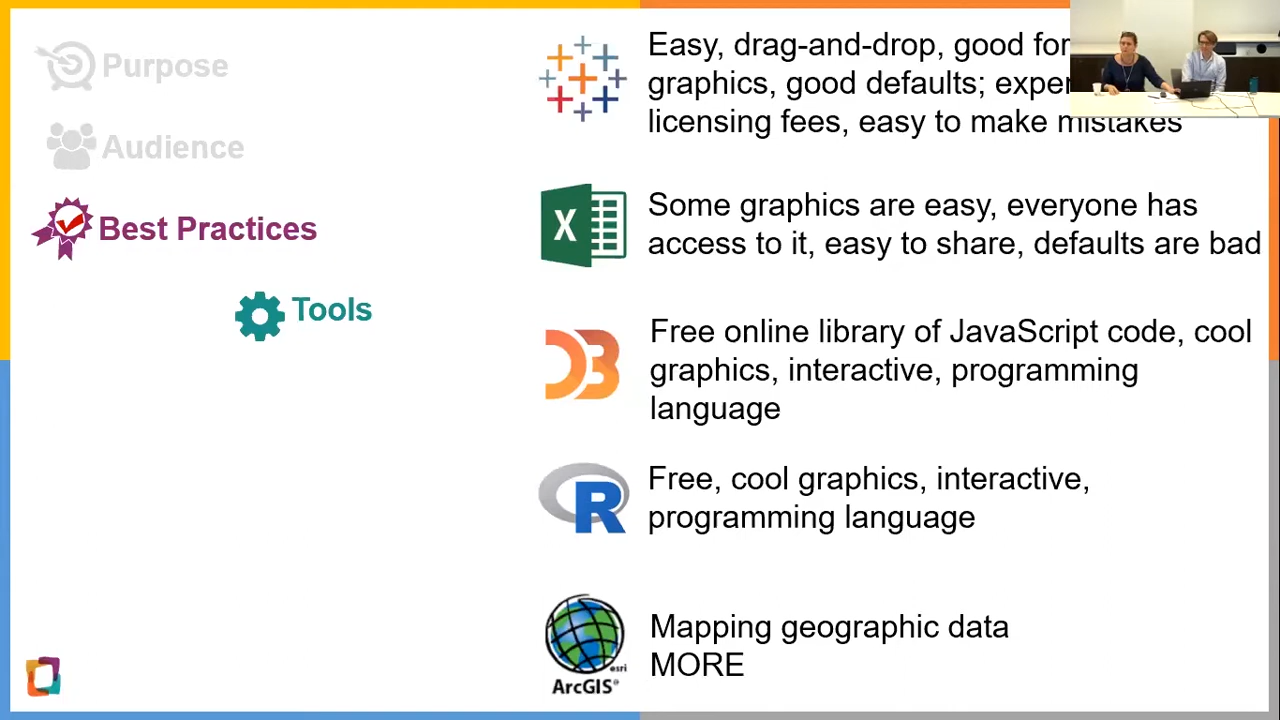 Purpose
Audience
Best Practices
Tools
Easy, drag-and-drop, good for
graphics, good defaults;
licensing fees, easy to make mistakes
X
Some graphics are easy, everyone has
access to it, easy to share, defaults are bad
D3
Free online library of JavaScript code, cool
graphics, interactive, programming
language
R
Free, cool graphics, interactive,
programming language
esri
ArcGIS®
Mapping geographic data
MORE